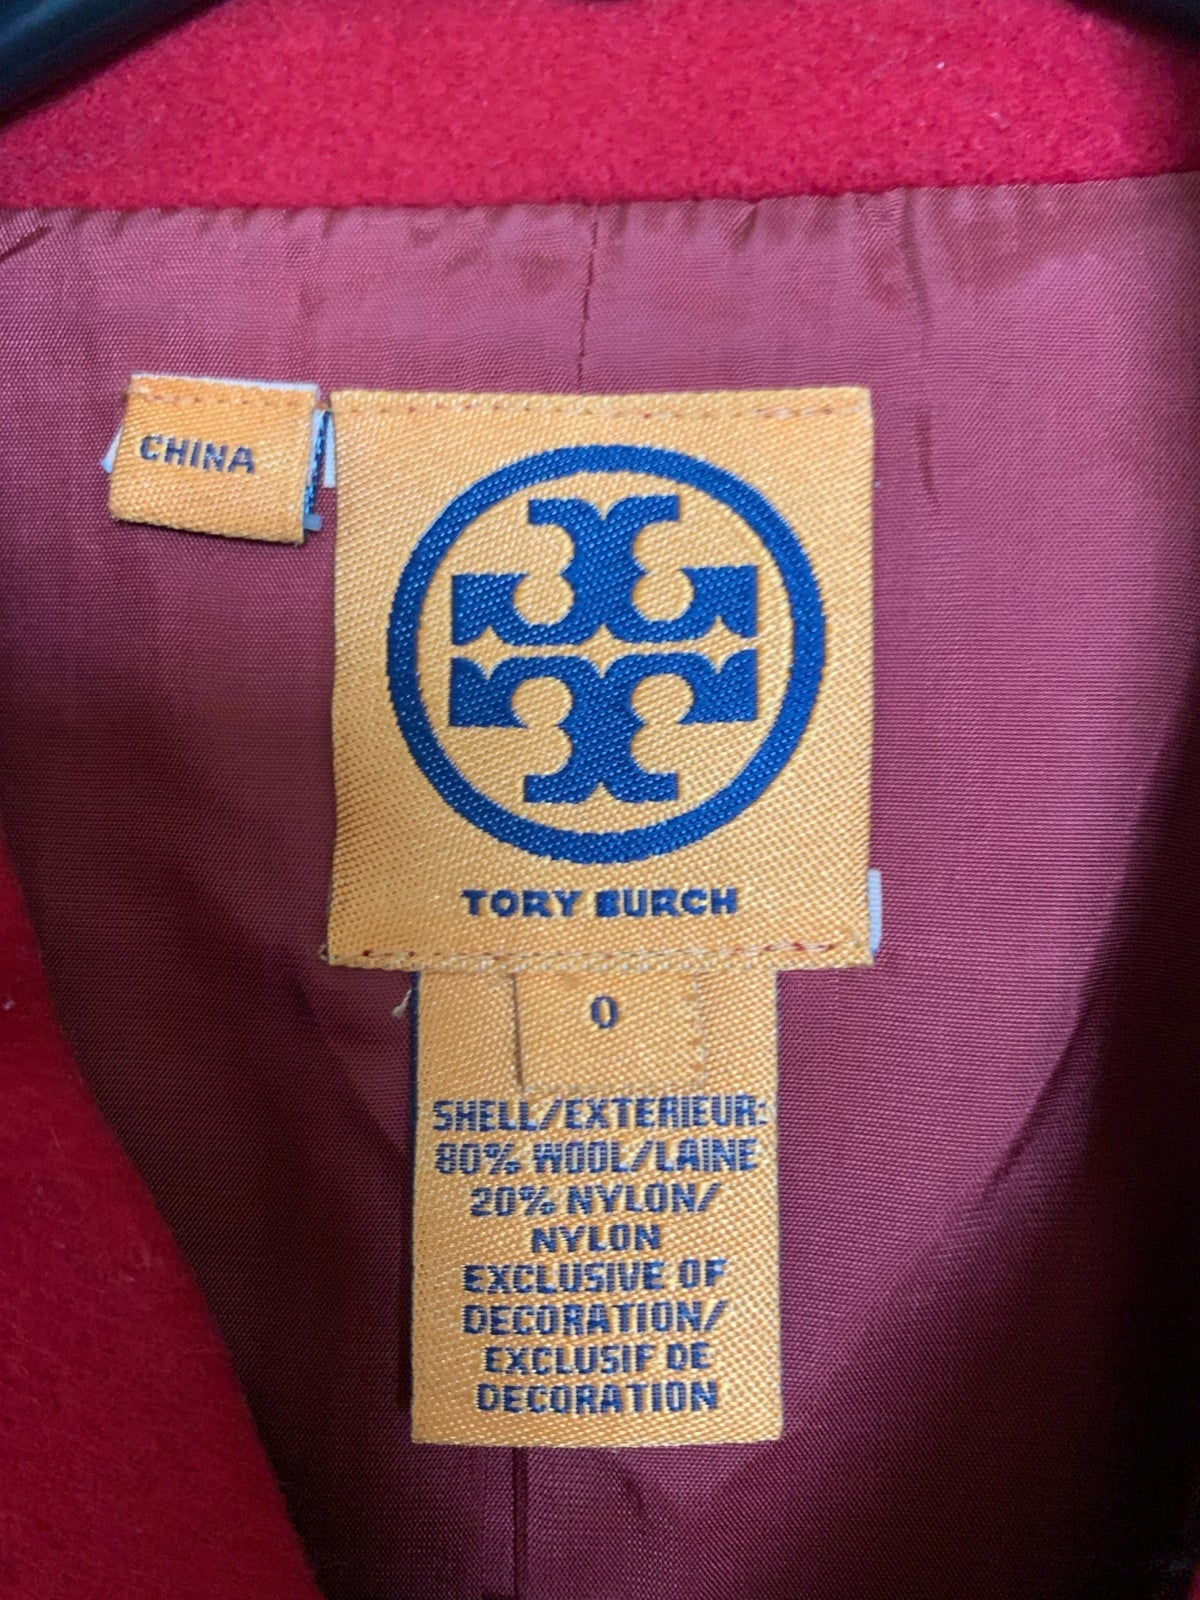 CHINA
TORY BURCH
0
SHELL/EXTERIEUR:
80% WOOL/LAINE
20% NYLON/
NYLON
EXCLUSIVE OF
DECORATION/
EXCLUSIF DE
DECORATION